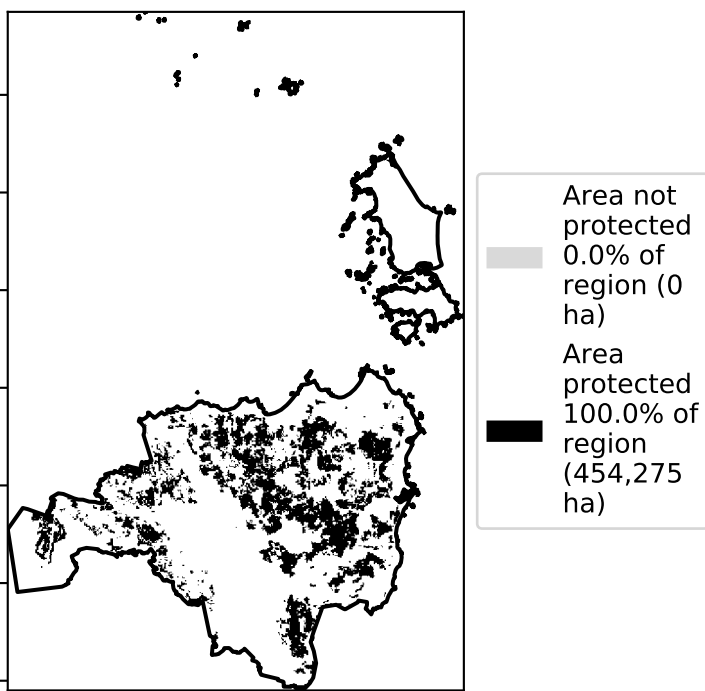 Area not
protected
0.0% of
region (0
ha)
Area
protected
100.0% of
region
(454,275
ha)